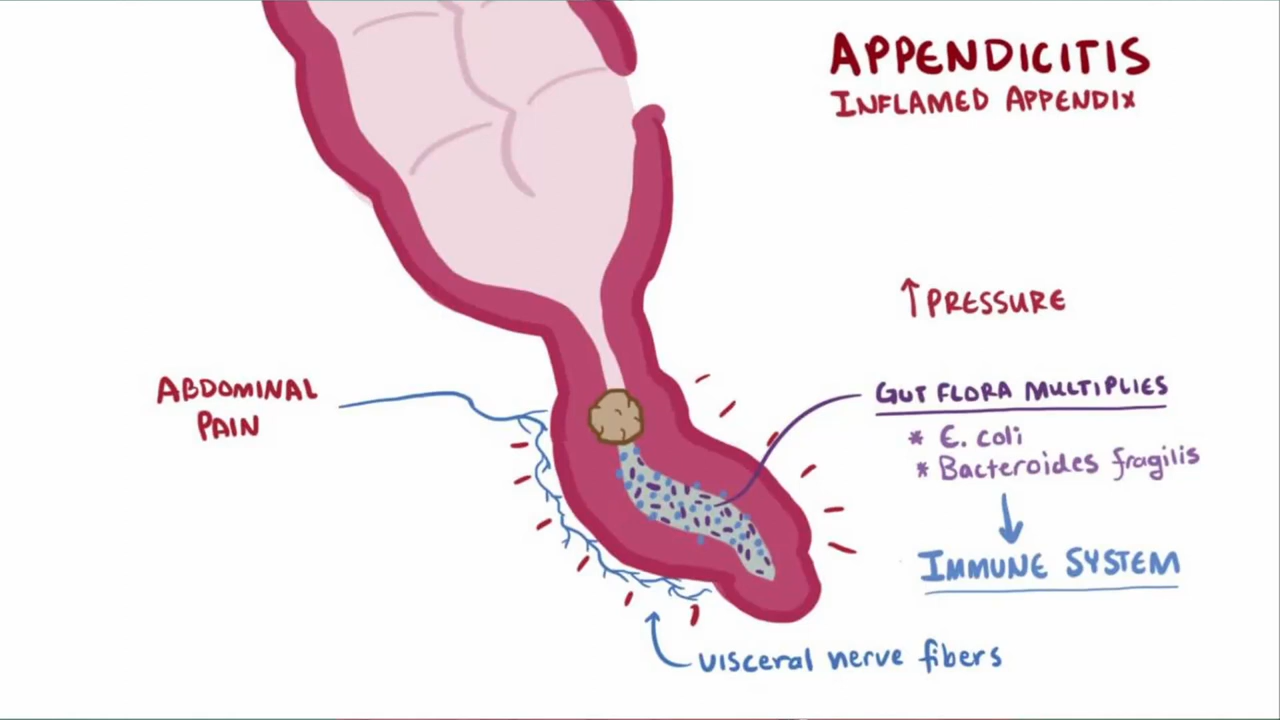 APPENDICITIS
INFLAMED APPENDIX
↑ PRESSURE
ABDOMINAL
PAIN
GUT FLORA MULTIPLIES
* E. coli
* Bacteroides fragilis
IMMUNE SYSTEM
visceral nerve fibers